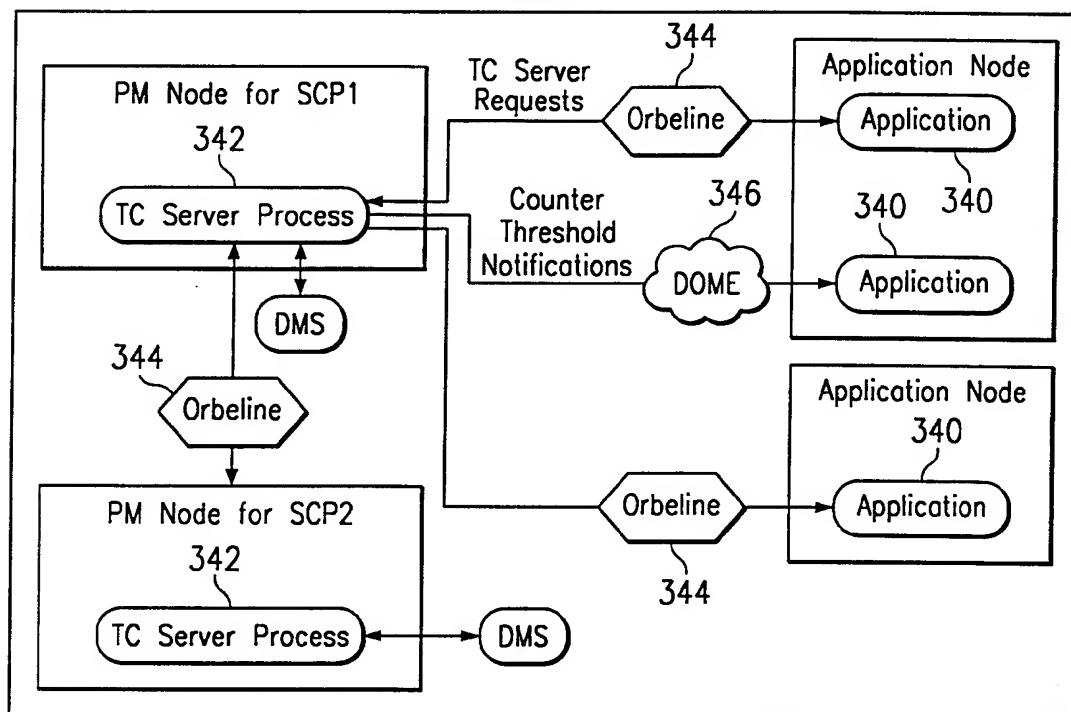 PM Node for SCP1
342
TC Server Process
DMS
344
Orbeline
PM Node for SCP2
342
TC Server Process
DMS
TC Server
Requests
344
Orbeline
Counter
Threshold
Notifications
346
DOME
Application Node
Application
340
340
Application
Application Node
340
Application
Orbeline
344